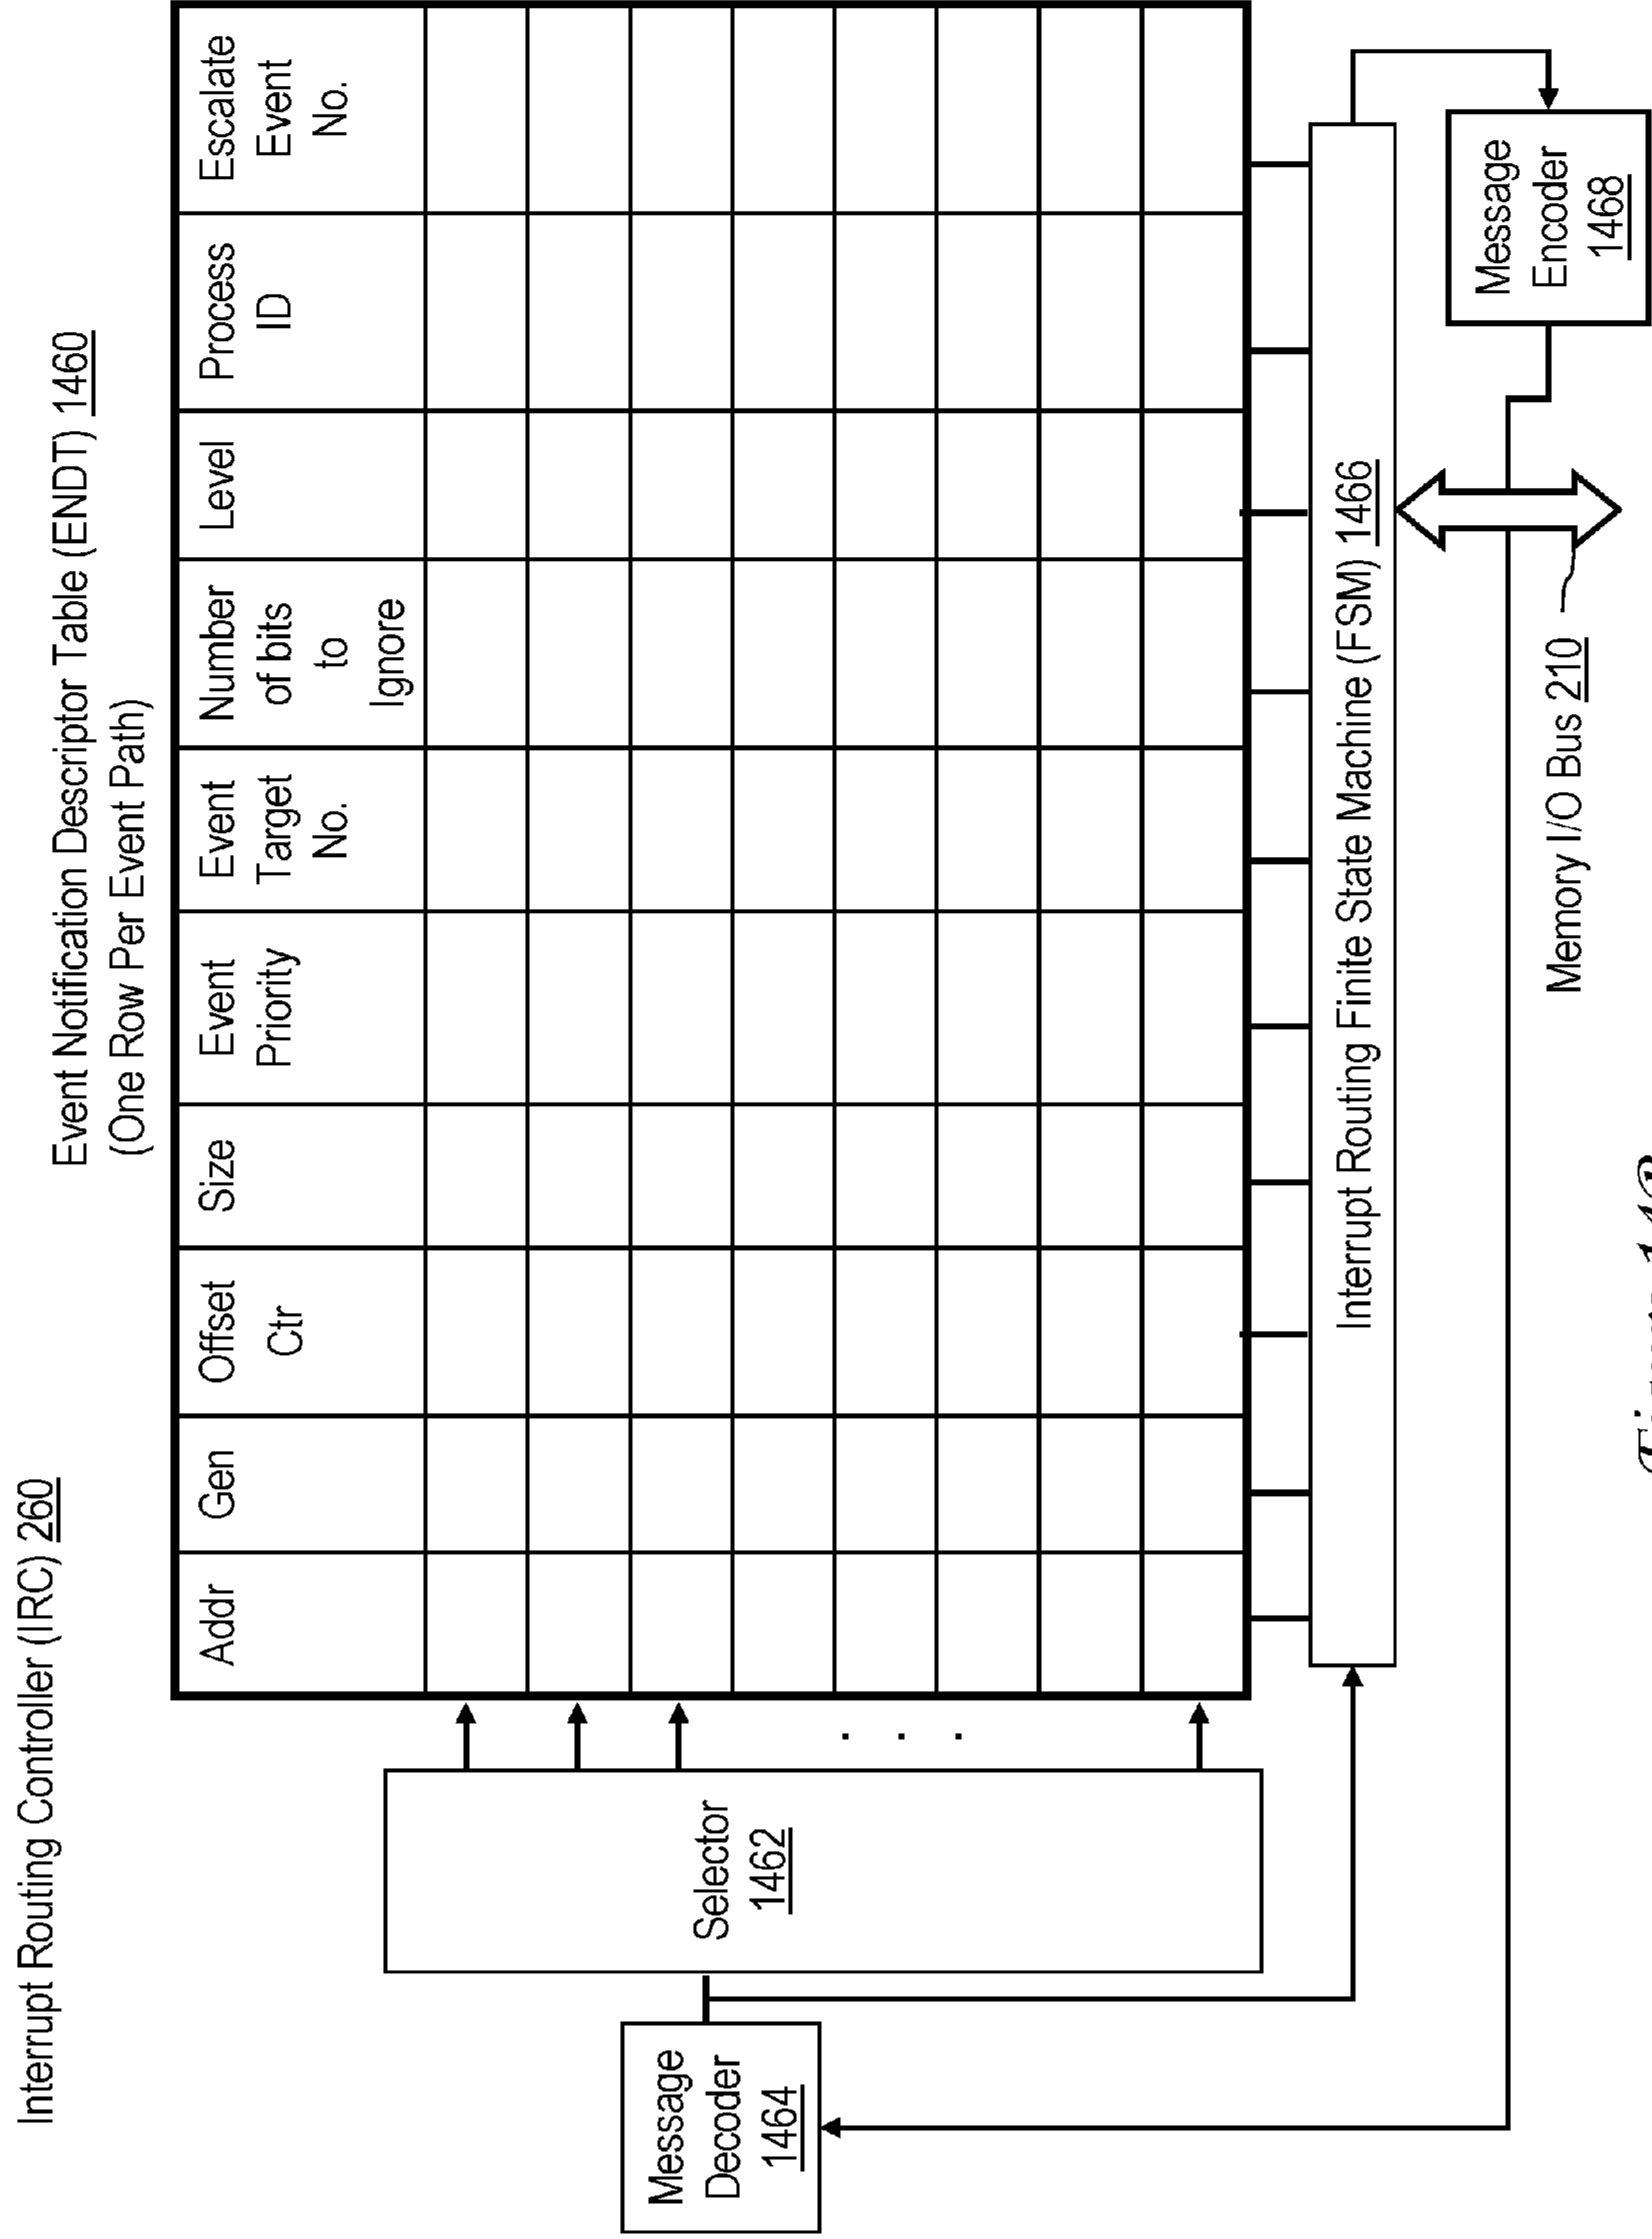 Interrupt Routing Controller (IRC) 260
Event Notification Descriptor Table (ENDT) 1460
(One Row Per Event Path)
Addr
Gen
Offset
Ctr
Size
Event
Priority
Event
Target
No.
Number
of bits
to
Ignore
Level
Process
ID
Escalate
Event
No.
Selector
1462
Message
Decoder
1464
Interrupt Routing Finite State Machine (FSM) 1466
Message
Encoder
1468
Memory I/O Bus 210